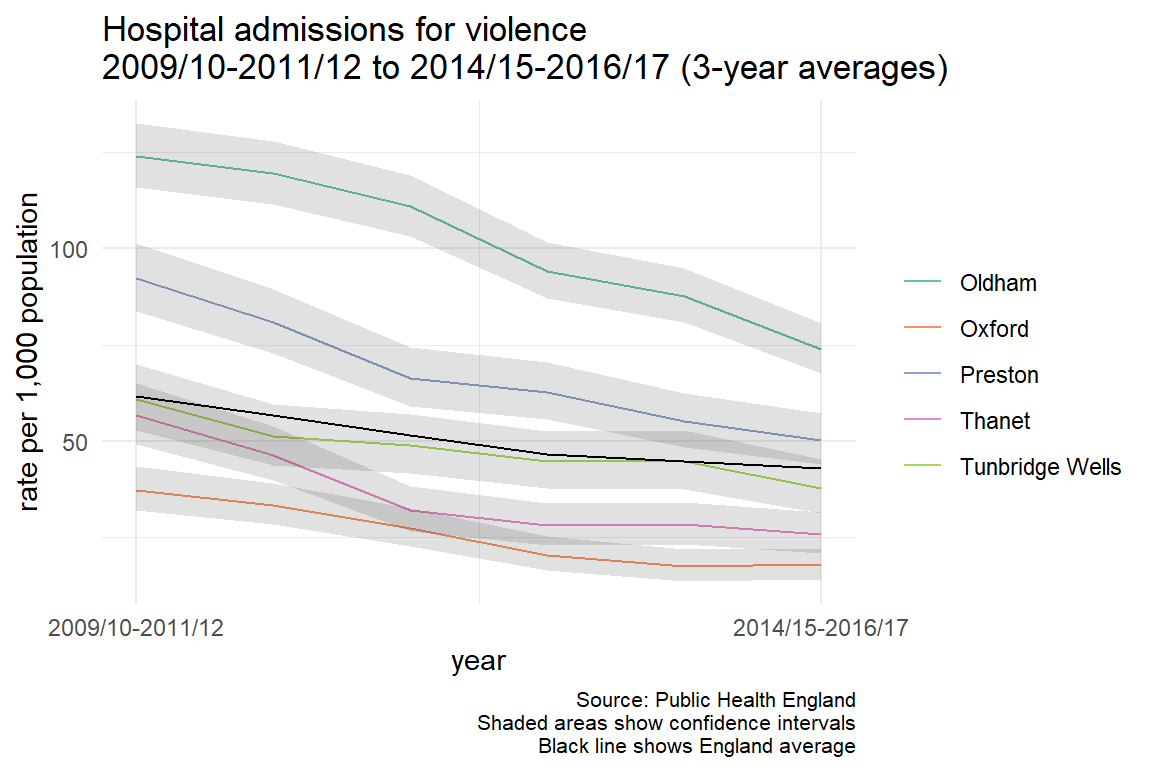 Hospital admissions for violence
2009/10-2011/12 to 2014/15-2016/17 (3-year averages)
rate per 1,000 population
100
50
2009/10-2011/12
2014/15-2016/17
year
Oldham
Oxford
Preston
Thanet
Tunbridge Wells
Source: Public Health England
Shaded areas show confidence intervals
Black line shows England average